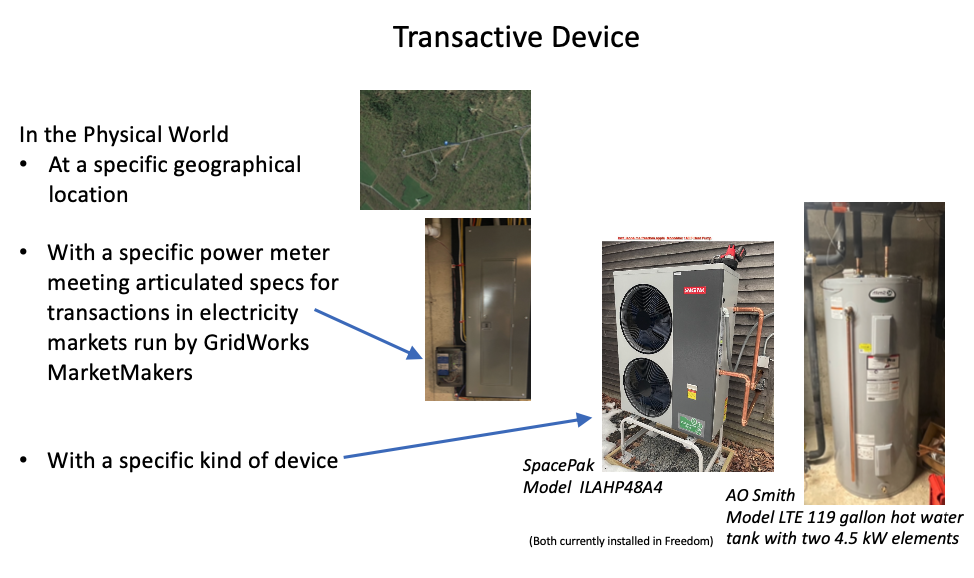 Transactive Device
In the Physical World
• At a specific geographical
location
• With a specific power meter
meeting articulated specs for
transactions in electricity
markets run by GridWorks
MarketMakers
• With a specific kind of device
SpacePak
Model ILAHP48A4
AO Smith
Model LTE 119 gallon hot water
tank with two 4.5 kW elements
(Both currently installed in Freedom)